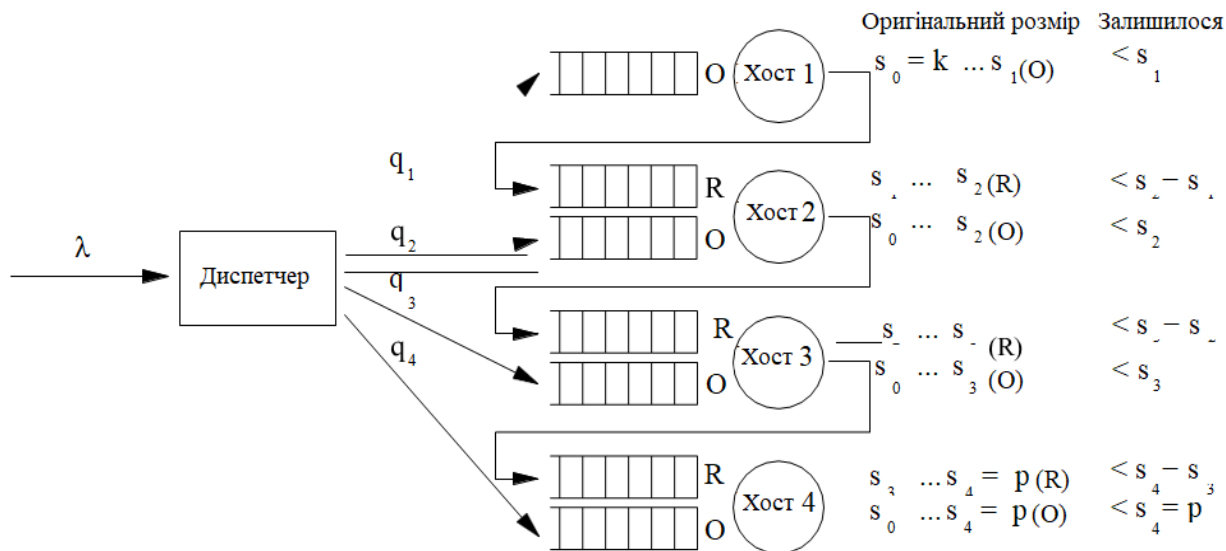 Оригінальний розмір Залишилося
O Хост 1 s₀ = k ... s₁(O) < s₁
q₁
R s ... s₂(R) < s – s
Хост 2
λ
q₂
O s₀ ... s₂(O) < s₂
Диспетчер
q₃
R s ... s (R) < s – s
Хост 3
q₄
O s₀ ... s₃(O) < s₃
R s₃ ... s₄ = p (R) < s₄ – s₃
Хост 4
O s₀ ... s₄ = p (O) < s₄ = p